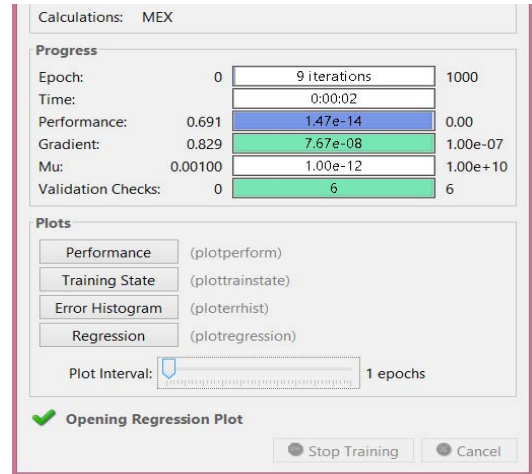 Calculations: MEX
Progress
Epoch: 0 9 iterations 1000
Time: 0:00:02
Performance: 0.691 1.47e-14 0.00
Gradient: 0.829 7.67e-08 1.00e-07
Mu: 0.00100 1.00e-12 1.00e+10
Validation Checks: 0 6 6
Plots
Performance (plotperform)
Training State (plottrainstate)
Error Histogram (ploterrhist)
Regression (plotregression)
Plot Interval: 1 epochs
Opening Regression Plot
Stop Training Cancel